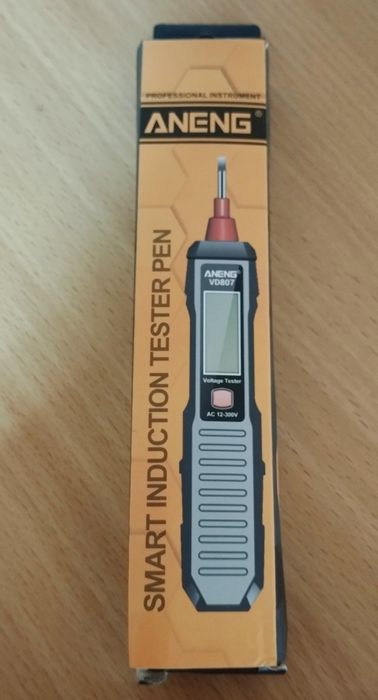 PROFESSIONAL INSTRUMENT
ANENG®
SMART INDUCTION TESTER PEN
ANENG®
VD807
Voltage Tester
AC 12-300V